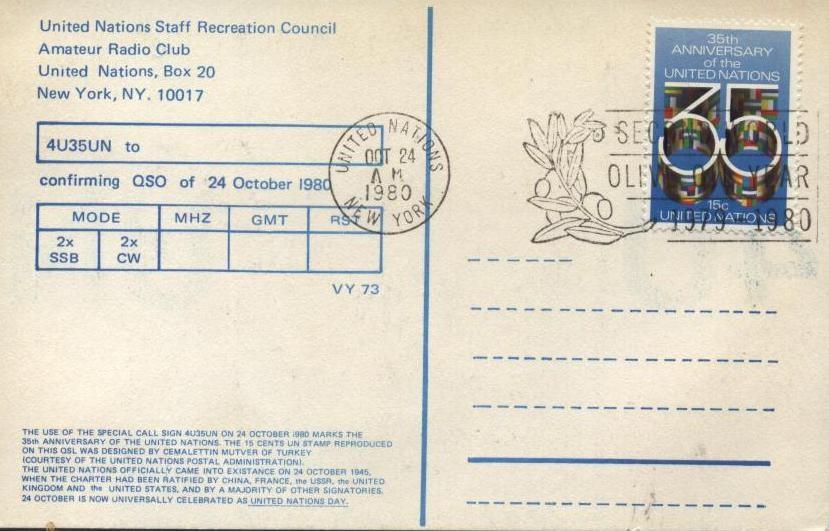 United Nations Staff Recreation Council
Amateur Radio Club
United Nations, Box 20
New York, NY. 10017
4U35UN to
confirming QSO of 24 October 1980
MODE MHZ GMT RST
2x 2x
SSB CW
VY 73
THE USE OF THE SPECIAL CALL SIGN 4U35UN ON 24 OCTOBER 1980 MARKS THE
35th ANNIVERSARY OF THE UNITED NATIONS. THE 15 CENTS UN STAMP REPRODUCED
ON THIS QSL WAS DESIGNED BY CEMALETTIN MUTVER OF TURKEY
(COURTESY OF THE UNITED NATIONS POSTAL ADMINISTRATION).
THE UNITED NATIONS OFFICIALLY CAME INTO EXISTANCE ON 24 OCTOBER 1945,
WHEN THE CHARTER HAD BEEN RATIFIED BY CHINA, FRANCE, the USSR, the UNITED
KINGDOM AND the UNITED STATES, AND BY A MAJORITY OF OTHER SIGNATORIES.
24 OCTOBER IS NOW UNIVERSALLY CELEBRATED AS UNITED NATIONS DAY.
UNITED NATIONS
OCT 24
A M
1980
NEW YORK
35th
ANNIVERSARY
of the
UNITED NATIONS
35
15c
UNITED NATIONS
OLIVE YEAR
1979 1980